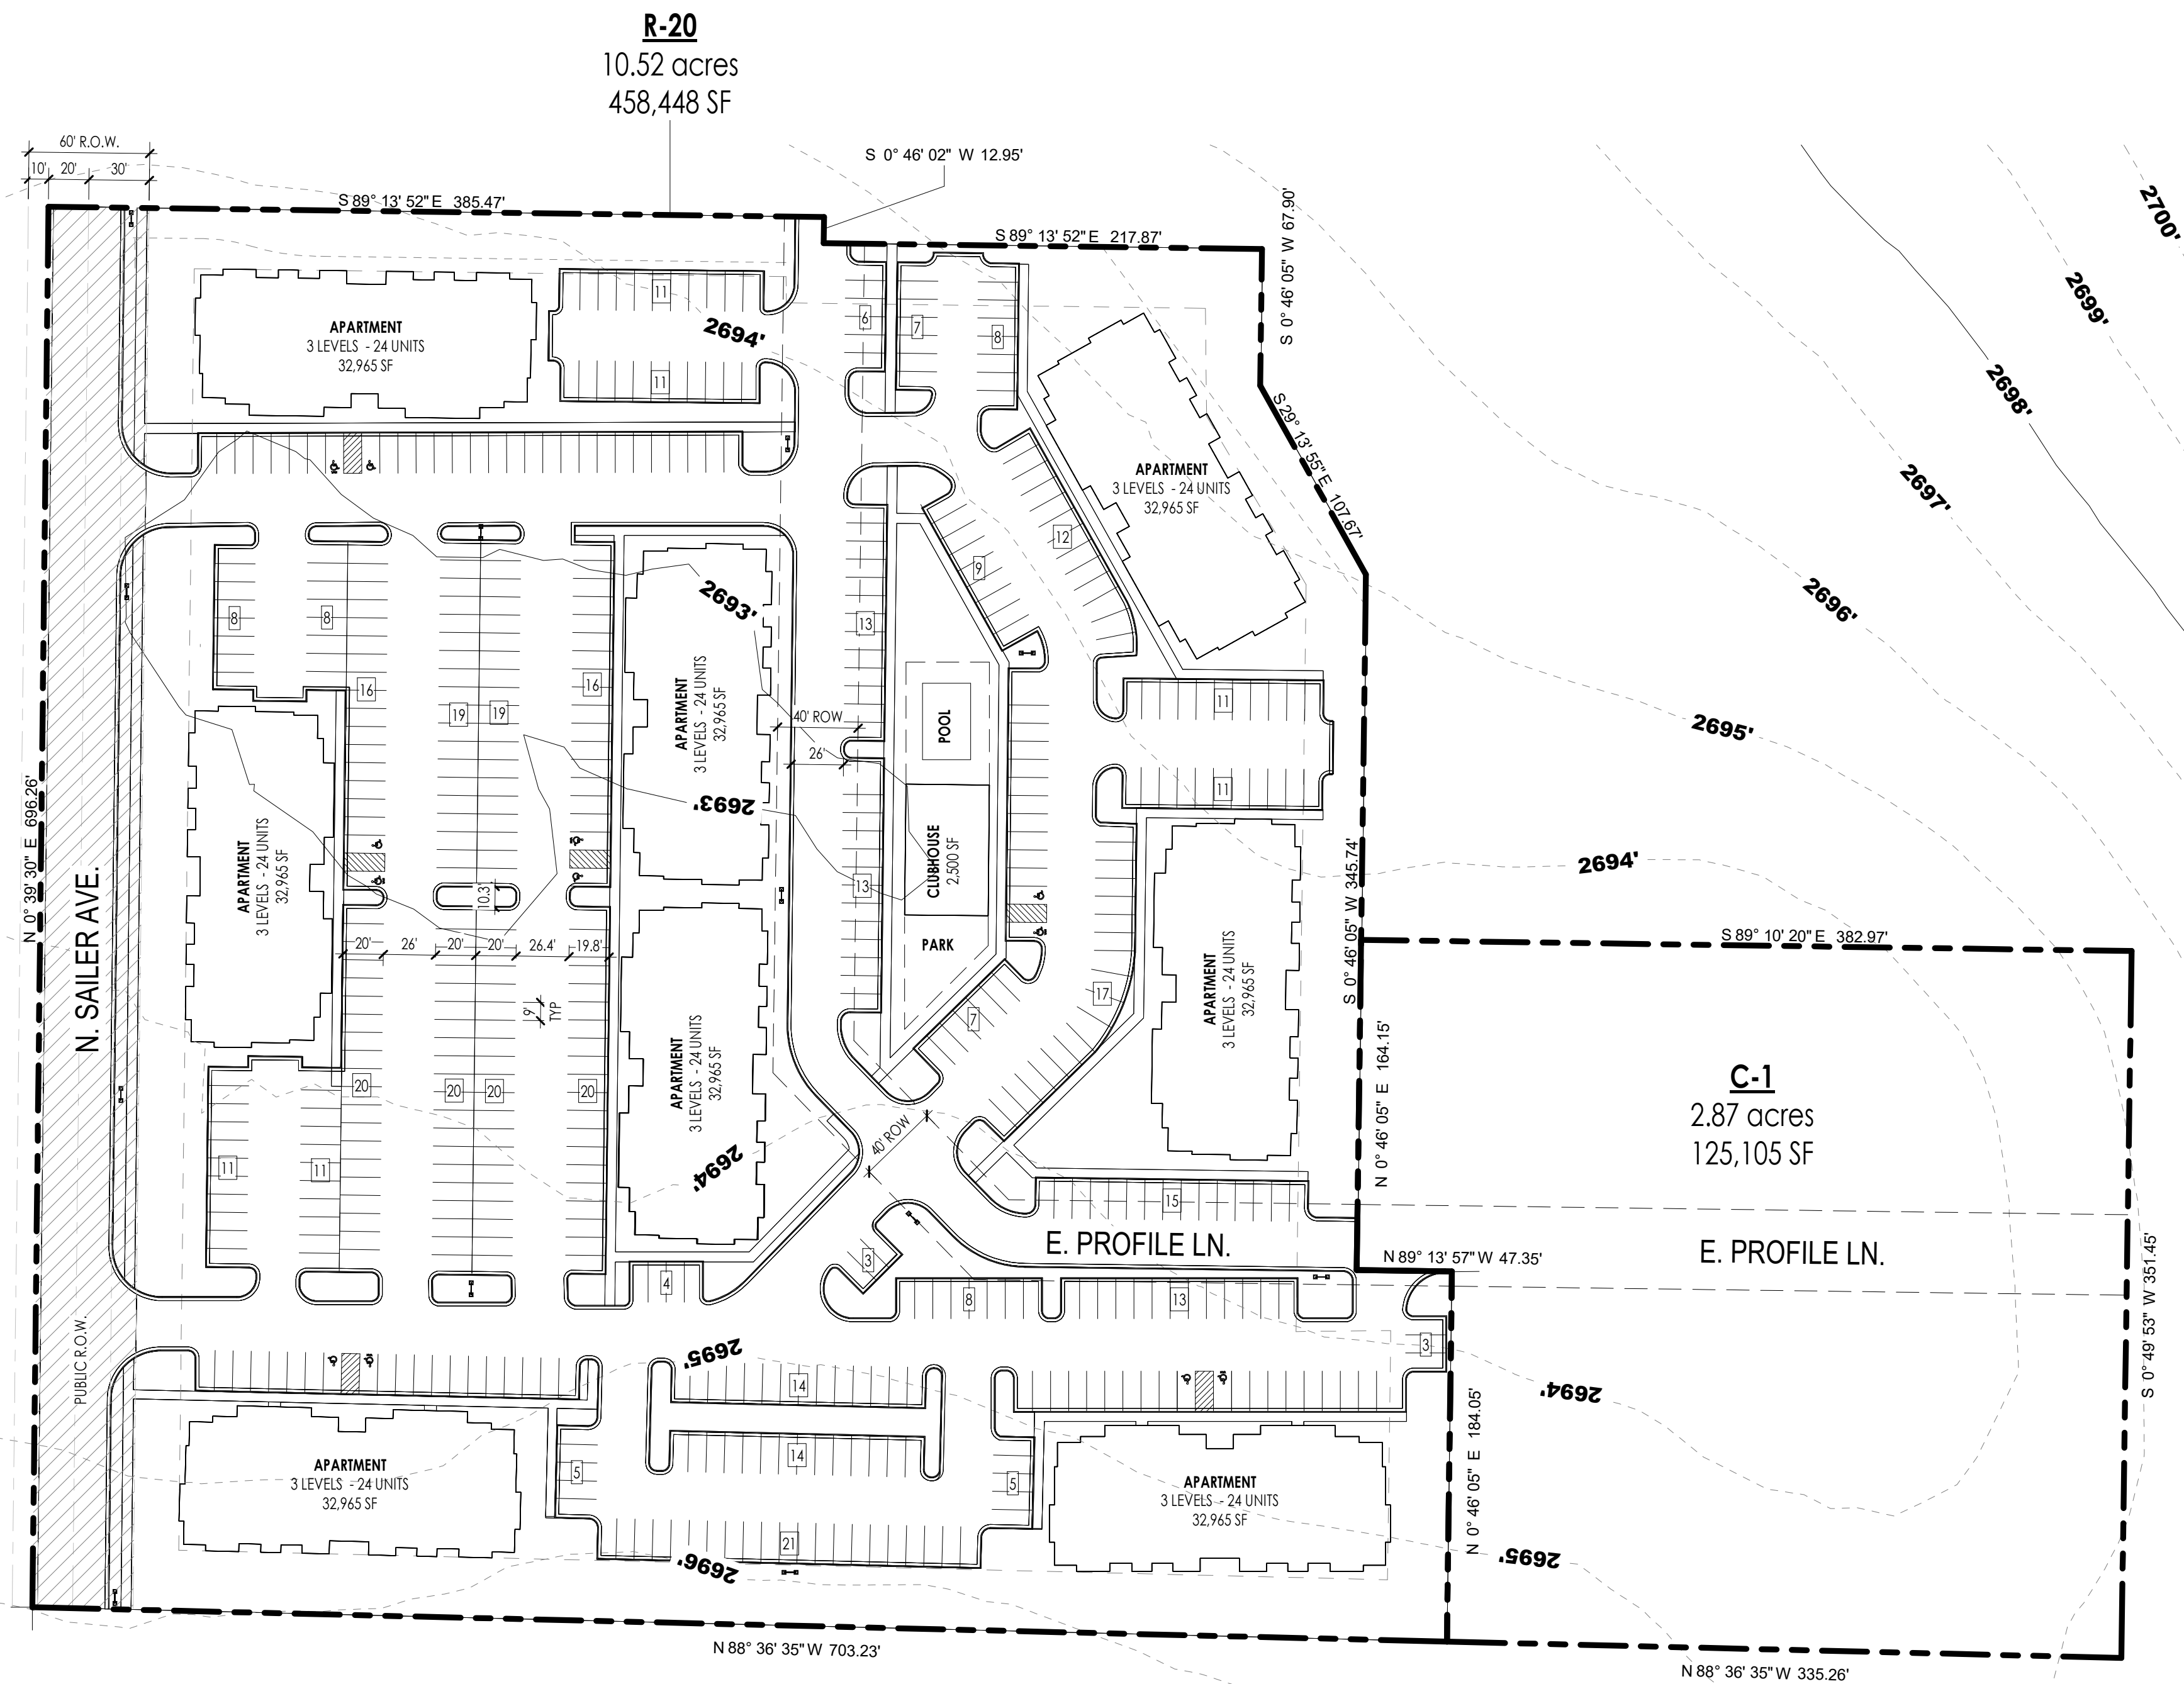 R-20
10.52 acres
458,448 SF
60' R.O.W.
10' 20' 30'
S 0° 46' 02" W 12.95'
S 89° 13' 52" E 385.47'
S 89° 13' 52" E 217.87'
S 0° 46' 05" W 67.90'
2700'
2699'
2698'
2697'
2696'
2695'
2694'
APARTMENT
3 LEVELS - 24 UNITS
32,965 SF
11
11
2694'
6
7
8
APARTMENT
3 LEVELS - 24 UNITS
32,965 SF
S 29° 13' 55" E 107.67'
12
9
8
8
16
19
19
16
2693'
13
APARTMENT
3 LEVELS - 24 UNITS
32,965 SF
40' ROW
26'
POOL
11
11
2693'
N 0° 39' 30" E 696.26'
N. SAILER AVE.
APARTMENT
3 LEVELS - 24 UNITS
32,965 SF
10.3'
13
CLUBHOUSE
2,500 SF
PARK
S 0° 46' 05" W 345.74'
S 89° 10' 20" E 382.97'
20' 26' 20' 20' 26.4' 19.8'
9'
TYP
7
17
APARTMENT
3 LEVELS - 24 UNITS
32,965 SF
N 0° 46' 05" E 164.15'
C-1
2.87 acres
125,105 SF
20
20
20
20
APARTMENT
3 LEVELS - 24 UNITS
32,965 SF
11
11
2694'
40' ROW
15
E. PROFILE LN.
E. PROFILE LN.
N 89° 13' 57" W 47.35'
3
4
8
13
3
S 0° 49' 53" W 351.45'
PUBLIC R.O.W.
2695'
14
14
2694'
N 0° 46' 05" E 184.05'
APARTMENT
3 LEVELS - 24 UNITS
32,965 SF
5
5
APARTMENT
3 LEVELS - 24 UNITS
32,965 SF
21
2696'
2695'
N 88° 36' 35" W 703.23'
N 88° 36' 35" W 335.26'